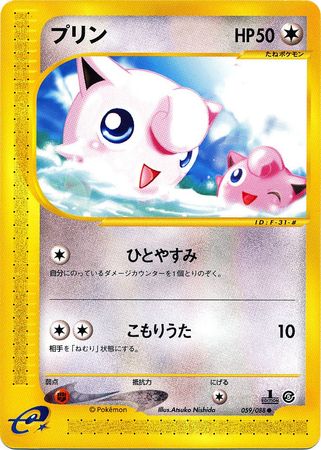 プリン HP50
たねポケモン
ID:F-31-#
ひとやすみ
自分にのっているダメージカウンターを1個とりのぞく。
こもりうた 10
相手を「ねむり」状態にする。
弱点 抵抗力 にげる
1
EDITION
©Pokémon Illus.Atsuko Nishida 059/088
e